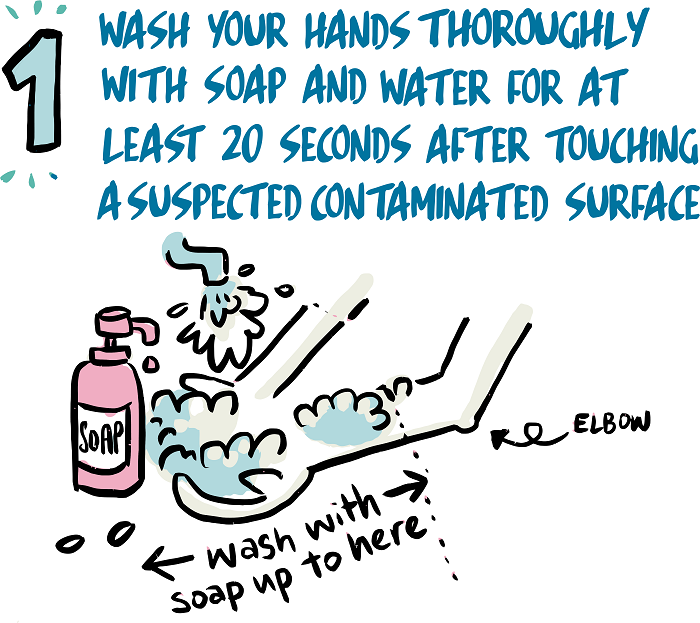 1
WASH YOUR HANDS THOROUGHLY
WITH SOAP AND WATER FOR AT
LEAST 20 SECONDS AFTER TOUCHING
A SUSPECTED CONTAMINATED SURFACE
SOAP
ELBOW
wash with
soap up to here